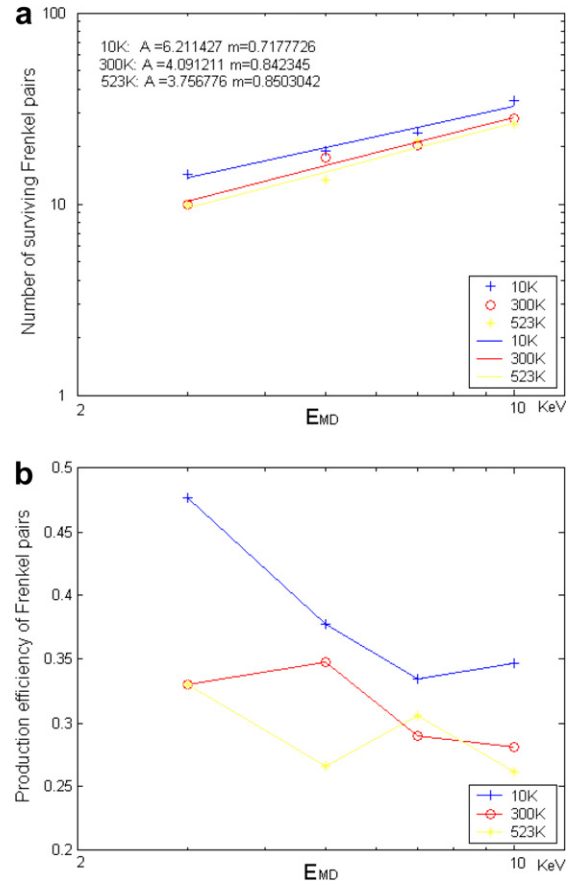 a
100
10K: A =6.211427 m=0.7177726
300K: A =4.091211 m=0.842345
523K: A =3.756776 m=0.8503042
Number of surviving Frenkel pairs
10
10K
300K
523K
10K
300K
523K
1
2
10
KeV
EMD
b
0.5
0.45
0.4
0.35
0.3
0.25
0.2
Production efficiency of Frenkel pairs
10K
300K
523K
2
10
KeV
EMD